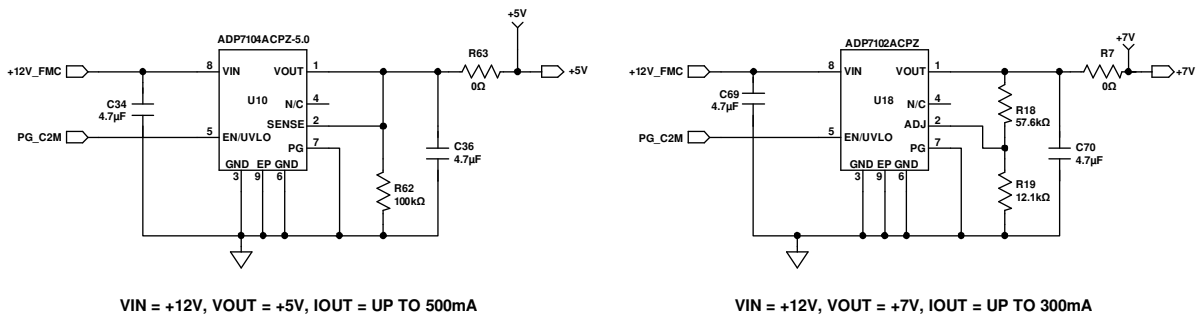 +5V
ADP7104ACPZ-5.0
R63
+12V_FMC
8
VIN
VOUT
1
0Ω
+5V
C34
4.7µF
U10
N/C
4
SENSE
2
PG_C2M
5
EN/UVLO
PG
7
C36
4.7µF
GND
EP
GND
3
9
6
R62
100kΩ
VIN = +12V, VOUT = +5V, IOUT = UP TO 500mA
+7V
ADP7102ACPZ
R7
+12V_FMC
8
VIN
VOUT
1
0Ω
+7V
C69
4.7µF
U18
N/C
4
R18
57.6kΩ
ADJ
2
PG_C2M
5
EN/UVLO
PG
7
C70
4.7µF
GND
EP
GND
3
9
6
R19
12.1kΩ
VIN = +12V, VOUT = +7V, IOUT = UP TO 300mA